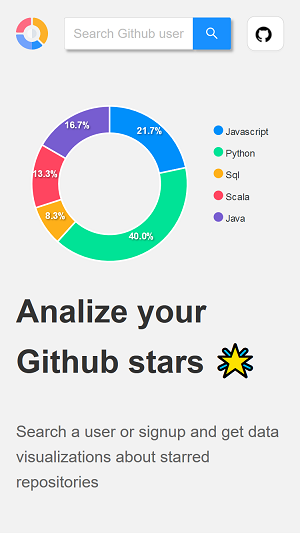 Search Github user
21.7%
16.7%
13.3%
8.3%
40.0%
Javascript
Python
Sql
Scala
Java
Analize your
Github stars
Search a user or signup and get data
visualizations about starred
repositories